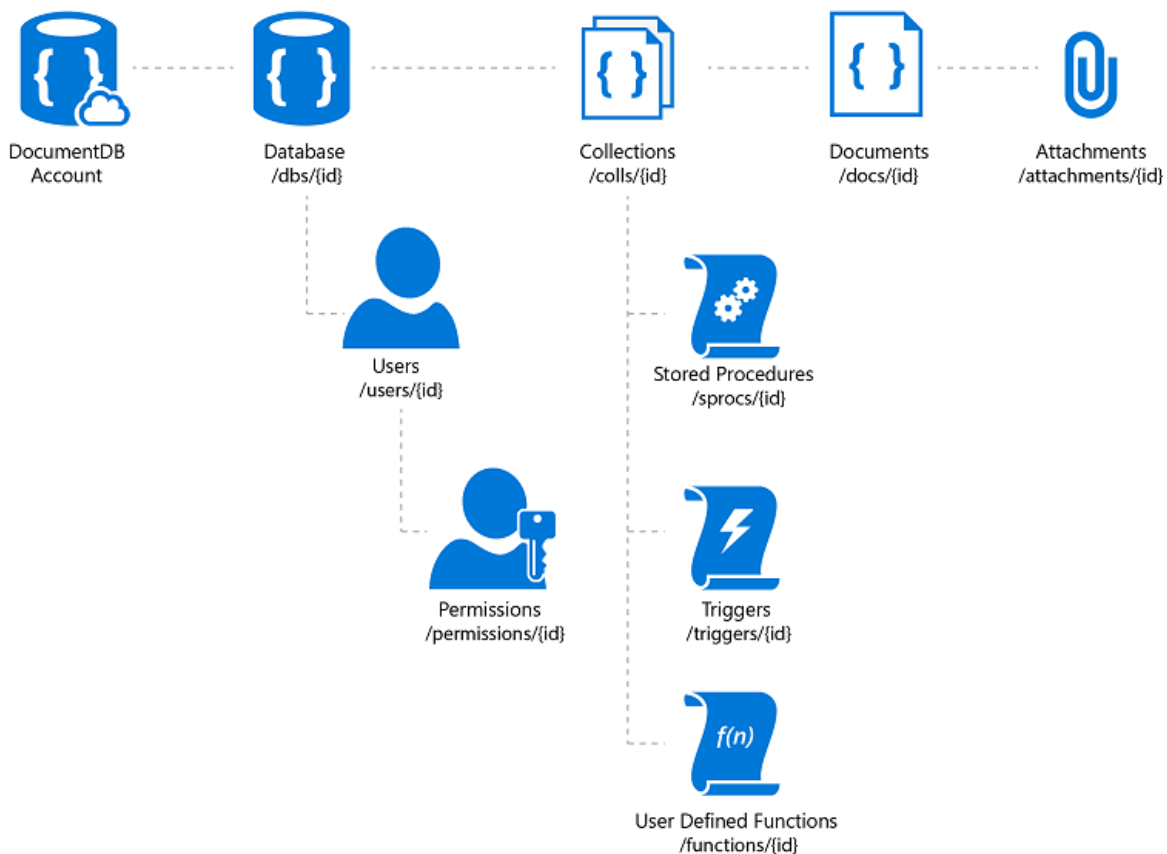 { }
{ }
{ }
{ }
DocumentDB
Account
Database
/dbs/{id}
Collections
/colls/{id}
Documents
/docs/{id}
Attachments
/attachments/{id}
Users
/users/{id}
Stored Procedures
/sprocs/{id}
Permissions
/permissions/{id}
Triggers
/triggers/{id}
f(n)
User Defined Functions
/functions/{id}